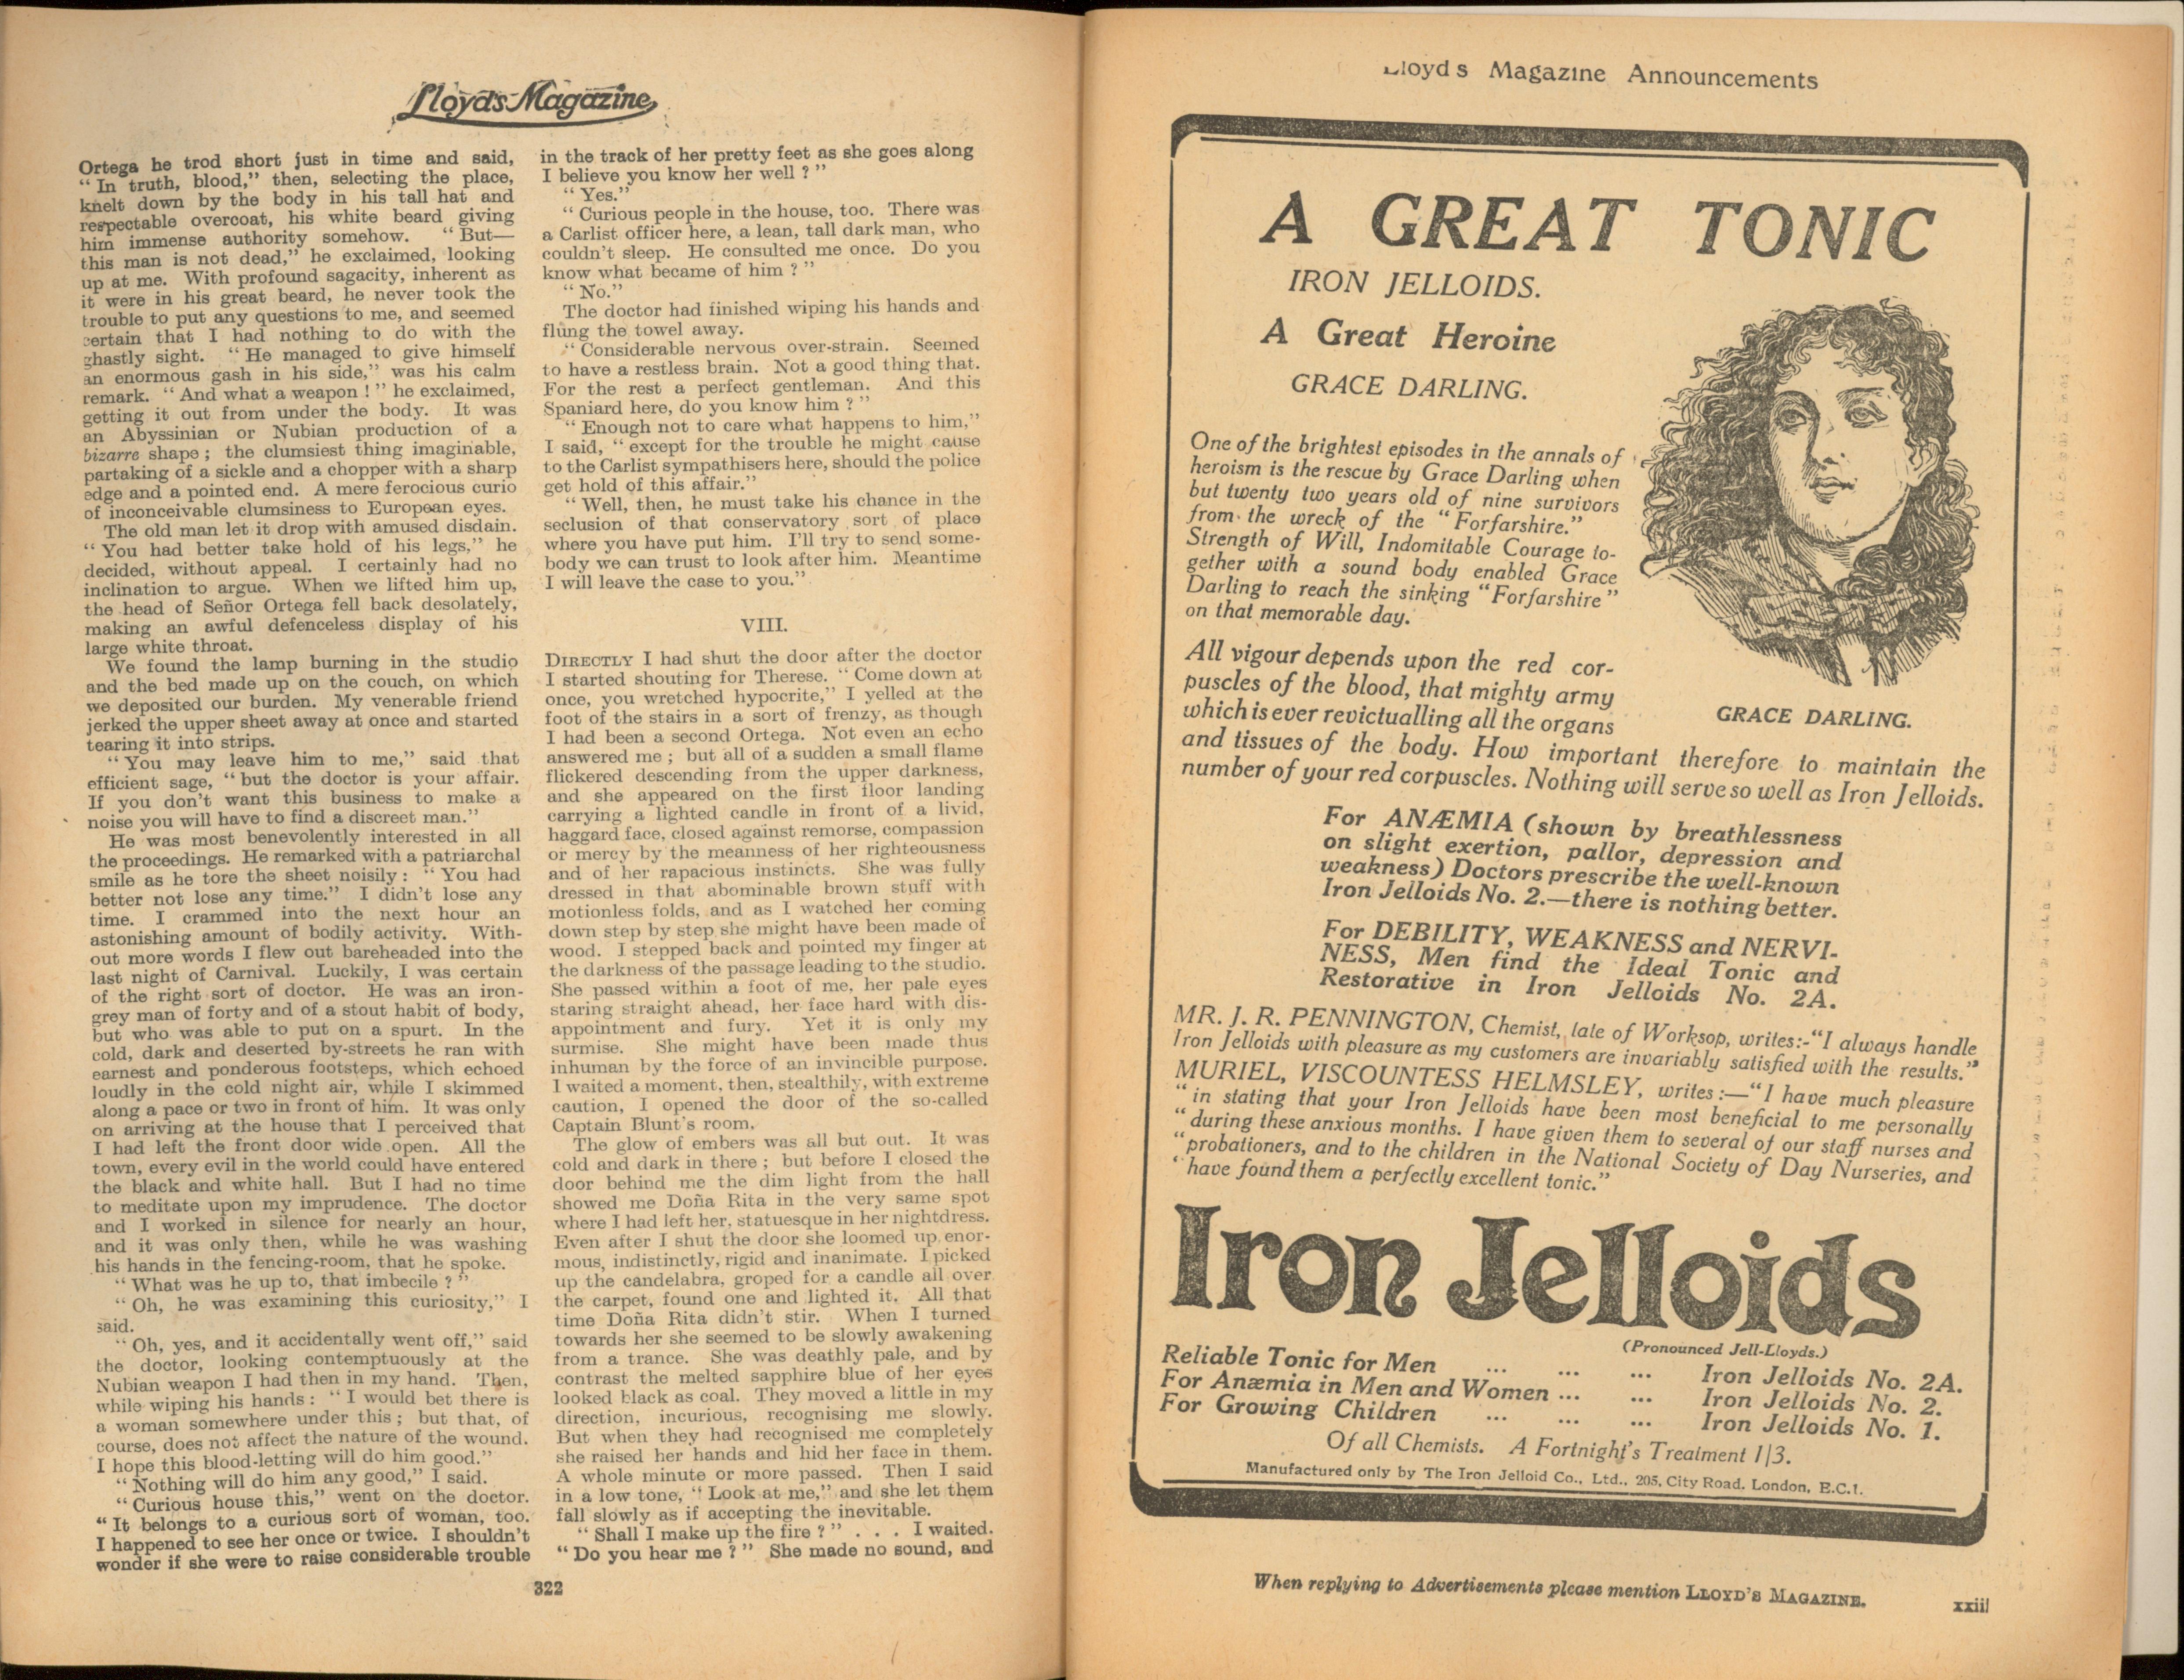 Lloyd's Magazine
Ortega he trod short just in time and said,
“ In truth, blood,” then, selecting the place,
knelt down by the body in his tall hat and
respectable overcoat, his white beard giving
him immense authority somehow. “ But—
this man is not dead,” he exclaimed, looking
up at me. With profound sagacity, inherent as
it were in his great beard, he never took the
trouble to put any questions to me, and seemed
certain that I had nothing to do with the
ghastly sight. “ He managed to give himself
an enormous gash in his side,” was his calm
remark. “ And what a weapon ! ” he exclaimed,
getting it out from under the body. It was
an Abyssinian or Nubian production of a
bizarre shape ; the clumsiest thing imaginable,
partaking of a sickle and a chopper with a sharp
edge and a pointed end. A mere ferocious curio
of inconceivable clumsiness to European eyes.
The old man let it drop with amused disdain.
“ You had better take hold of his legs,” he
decided, without appeal. I certainly had no
inclination to argue. When we lifted him up,
the head of Señor Ortega fell back desolately,
making an awful defenceless display of his
large white throat.
We found the lamp burning in the studio
and the bed made up on the couch, on which
we deposited our burden. My venerable friend
jerked the upper sheet away at once and started
tearing it into strips.
“ You may leave him to me,” said that
efficient sage, “ but the doctor is your affair.
If you don't want this business to make a
noise you will have to find a discreet man.”
He was most benevolently interested in all
the proceedings. He remarked with a patriarchal
smile as he tore the sheet noisily : “ You had
better not lose any time.” I didn't lose any
time. I crammed into the next hour an
astonishing amount of bodily activity. With-
out more words I flew out bareheaded into the
last night of Carnival. Luckily, I was certain
of the right sort of doctor. He was an iron-
grey man of forty and of a stout habit of body,
but who was able to put on a spurt. In the
cold, dark and deserted by-streets he ran with
earnest and ponderous footsteps, which echoed
loudly in the cold night air, while I skimmed
along a pace or two in front of him. It was only
on arriving at the house that I perceived that
I had left the front door wide open. All the
town, every evil in the world could have entered
the black and white hall. But I had no time
to meditate upon my imprudence. The doctor
and I worked in silence for nearly an hour,
and it was only then, while he was washing
his hands in the fencing-room, that he spoke.
“ What was he up to, that imbecile ? ”
“ Oh, he was examining this curiosity,” I
said.
“ Oh, yes, and it accidentally went off,” said
the doctor, looking contemptuously at the
Nubian weapon I had then in my hand. Then,
while wiping his hands : “ I would bet there is
a woman somewhere under this ; but that, of
course, does not affect the nature of the wound.
I hope this blood-letting will do him good.”
“ Nothing will do him any good,” I said.
“ Curious house this,” went on the doctor.
“ It belongs to a curious sort of woman, too.
I happened to see her once or twice. I shouldn't
wonder if she were to raise considerable trouble
in the track of her pretty feet as she goes along
I believe you know her well ? ”
“ Yes.”
“ Curious people in the house, too. There was
a Carlist officer here, a lean, tall dark man, who
couldn't sleep. He consulted me once. Do you
know what became of him ? ”
“ No.”
The doctor had finished wiping his hands and
flung the towel away.
“ Considerable nervous over-strain. Seemed
to have a restless brain. Not a good thing that.
For the rest a perfect gentleman. And this
Spaniard here, do you know him ? ”
“ Enough not to care what happens to him,”
I said, “ except for the trouble he might cause
to the Carlist sympathisers here, should the police
get hold of this affair.”
“ Well, then, he must take his chance in the
seclusion of that conservatory sort of place
where you have put him. I'll try to send some-
body we can trust to look after him. Meantime
I will leave the case to you.”
VIII.
DIRECTLY I had shut the door after the doctor
I started shouting for Therese. “ Come down at
once, you wretched hypocrite,” I yelled at the
foot of the stairs in a sort of frenzy, as though
I had been a second Ortega. Not even an echo
answered me ; but all of a sudden a small flame
flickered descending from the upper darkness,
and she appeared on the first floor landing
carrying a lighted candle in front of a livid,
haggard face, closed against remorse, compassion
or mercy by the meanness of her righteousness
and of her rapacious instincts. She was fully
dressed in that abominable brown stuff with
motionless folds, and as I watched her coming
down step by step she might have been made of
wood. I stepped back and pointed my finger at
the darkness of the passage leading to the studio.
She passed within a foot of me, her pale eyes
staring straight ahead, her face hard with dis-
appointment and fury. Yet it is only my
surmise. She might have been made thus
inhuman by the force of an invincible purpose.
I waited a moment, then, stealthily, with extreme
caution, I opened the door of the so-called
Captain Blunt's room.
The glow of embers was all but out. It was
cold and dark in there ; but before I closed the
door behind me the dim light from the hall
showed me Doña Rita in the very same spot
where I had left her, statuesque in her nightdress.
Even after I shut the door she loomed up enor-
mous, indistinctly, rigid and inanimate. I picked
up the candelabra, groped for a candle all over
the carpet, found one and lighted it. All that
time Doña Rita didn't stir. When I turned
towards her she seemed to be slowly awakening
from a trance. She was deathly pale, and by
contrast the melted sapphire blue of her eyes
looked black as coal. They moved a little in my
direction, incurious, recognising me slowly.
But when they had recognised me completely
she raised her hands and hid her face in them.
A whole minute or more passed. Then I said
in a low tone, “ Look at me,” and she let them
fall slowly as if accepting the inevitable.
“ Shall I make up the fire ? ” . . . I waited.
“ Do you hear me ? ” She made no sound, and
322
Lloyd s Magazine Announcements
A GREAT TONIC
IRON JELLOIDS.
A Great Heroine
GRACE DARLING.
One of the brightest episodes in the annals of
heroism is the rescue by Grace Darling when
but twenty two years old of nine survivors
from the wreck of the “ Forfarshire.”
Strength of Will, Indomitable Courage to-
gether with a sound body enabled Grace
Darling to reach the sinking “Forfarshire”
on that memorable day.
All vigour depends upon the red cor-
puscles of the blood, that mighty army
which is ever revictualling all the organs
GRACE DARLING.
and tissues of the body. How important therefore to maintain the
number of your red corpuscles. Nothing will serve so well as Iron Jelloids.
For ANÆMIA (shown by breathlessness
on slight exertion, pallor, depression and
weakness) Doctors prescribe the well-known
Iron Jelloids No. 2.—there is nothing better.
For DEBILITY, WEAKNESS and NERVI-
NESS, Men find the Ideal Tonic and
Restorative in Iron Jelloids No. 2A.
MR. J. R. PENNINGTON, Chemist, late of Worksop, writes:-“I always handle
Iron Jelloids with pleasure as my customers are invariably satisfied with the results.”
MURIEL, VISCOUNTESS HELMSLEY, writes :—“I have much pleasure
“in stating that your Iron Jelloids have been most beneficial to me personally
“during these anxious months. I have given them to several of our staff nurses and
“probationers, and to the children in the National Society of Day Nurseries, and
“have found them a perfectly excellent tonic.”
Iron Jelloids
(Pronounced Jell-Lloyds.)
Reliable Tonic for Men ... ... ... Iron Jelloids No. 2A.
For Anæmia in Men and Women ... ... Iron Jelloids No. 2.
For Growing Children ... ... ... Iron Jelloids No. 1.
Of all Chemists. A Fortnight's Treatment 1/3.
Manufactured only by The Iron Jelloid Co., Ltd., 205, City Road, London, E.C.1.
When replying to Advertisements please mention LLOYD'S MAGAZINE.
xxiii